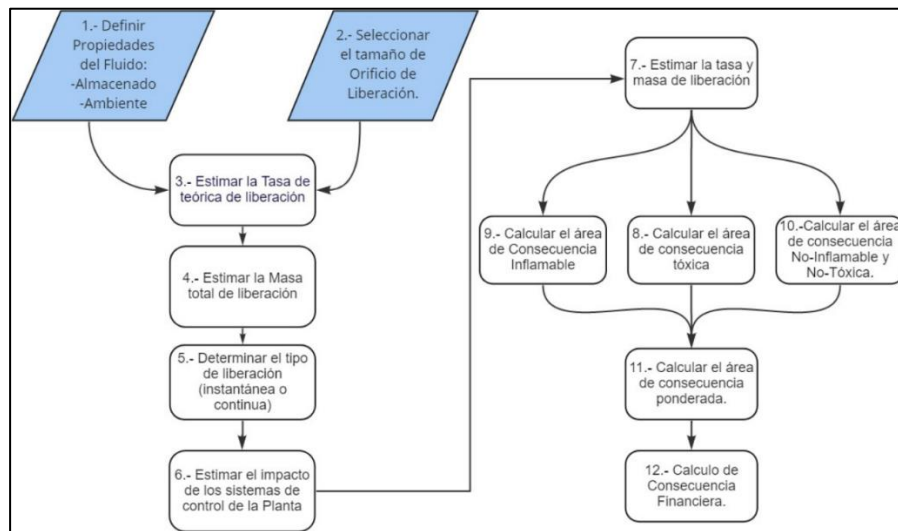 1.- Definir
Propiedades
del Fluido:
-Almacenado
-Ambiente
2.- Seleccionar
el tamaño de
Orificio de
Liberación.
3.- Estimar la Tasa de
teórica de liberación
4.- Estimar la Masa
total de liberación
5.- Determinar el tipo
de liberación
(instantánea o
continua)
6.- Estimar el impacto
de los sistemas de
control de la Planta
7.- Estimar la tasa y
masa de liberación
9.- Calcular el área
de Consecuencia
Inflamable
8.- Calcular el área
de consecuencia
tóxica
10.-Calcular el área
de consecuencia
No-Inflamable y
No-Tóxica.
11.- Calcular el área
de consecuencia
ponderada.
12.- Calculo de
Consecuencia
Financiera.